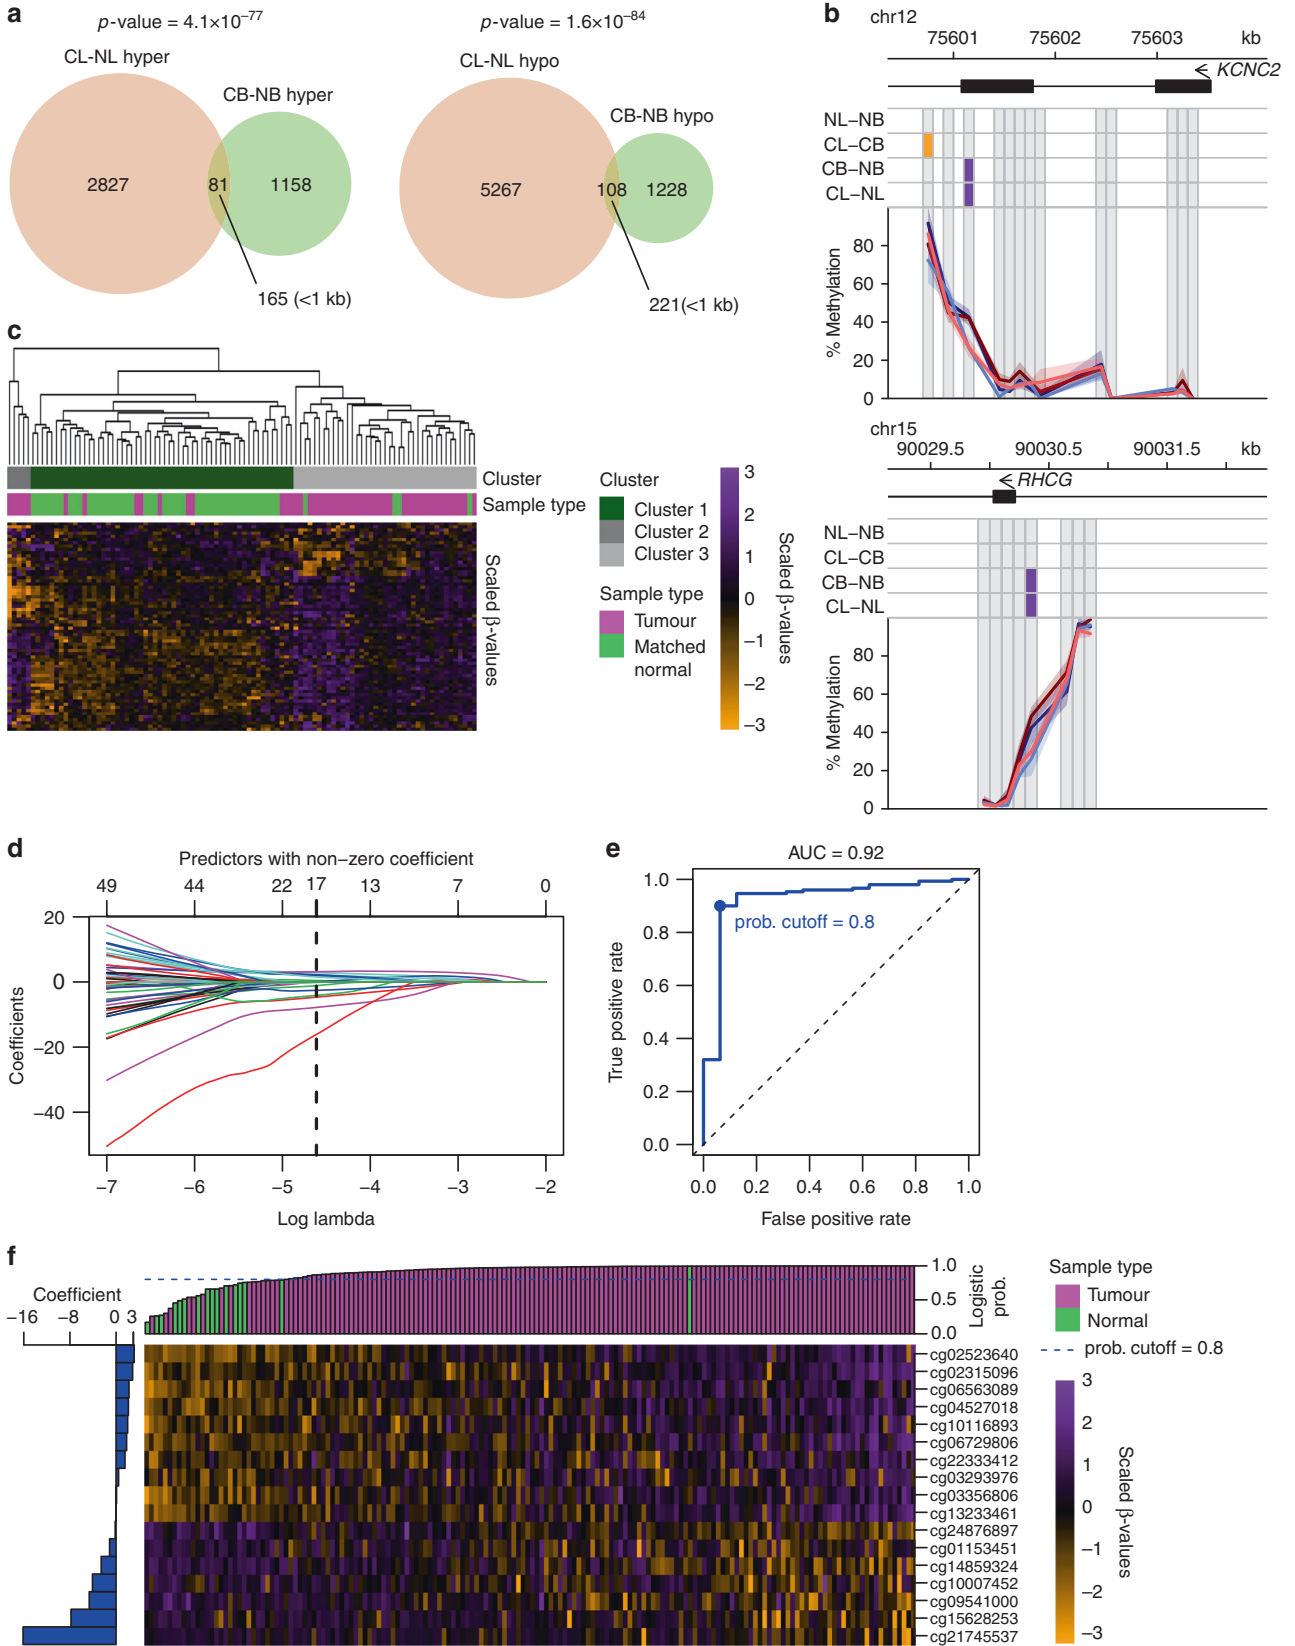 a
p-value = 4.1×10⁻⁷⁷
CL-NL hyper
CB-NB hyper
2827
81
1158
165 (<1 kb)
p-value = 1.6×10⁻⁸⁴
CL-NL hypo
CB-NB hypo
5267
108
1228
221(<1 kb)
b
chr12
75601
75602
75603
kb
KCNC2
NL–NB
CL–CB
CB–NB
CL–NL
% Methylation
80
60
40
20
0
chr15
90029.5
90030.5
90031.5
kb
RHCG
NL–NB
CL–CB
CB–NB
CL–NL
% Methylation
80
60
40
20
0
c
Cluster
Sample type
Scaled β-values
Cluster
Cluster 1
Cluster 2
Cluster 3
Sample type
Tumour
Matched
normal
3
2
1
0
−1
−2
−3
Scaled β-values
d
Predictors with non−zero coefficient
49
44
22
17
13
7
0
20
0
−20
−40
Coefficients
−7
−6
−5
−4
−3
−2
Log lambda
e
AUC = 0.92
prob. cutoff = 0.8
1.0
0.8
0.6
0.4
0.2
0.0
True positive rate
0.0
0.2
0.4
0.6
0.8
1.0
False positive rate
f
Coefficient
−16
−8
0
3
1.0
0.5
0.0
Logistic
prob.
cg02523640
cg02315096
cg06563089
cg04527018
cg10116893
cg06729806
cg22333412
cg03293976
cg03356806
cg13233461
cg24876897
cg01153451
cg14859324
cg10007452
cg09541000
cg15628253
cg21745537
Sample type
Tumour
Normal
prob. cutoff = 0.8
3
2
1
0
−1
−2
−3
Scaled β-values